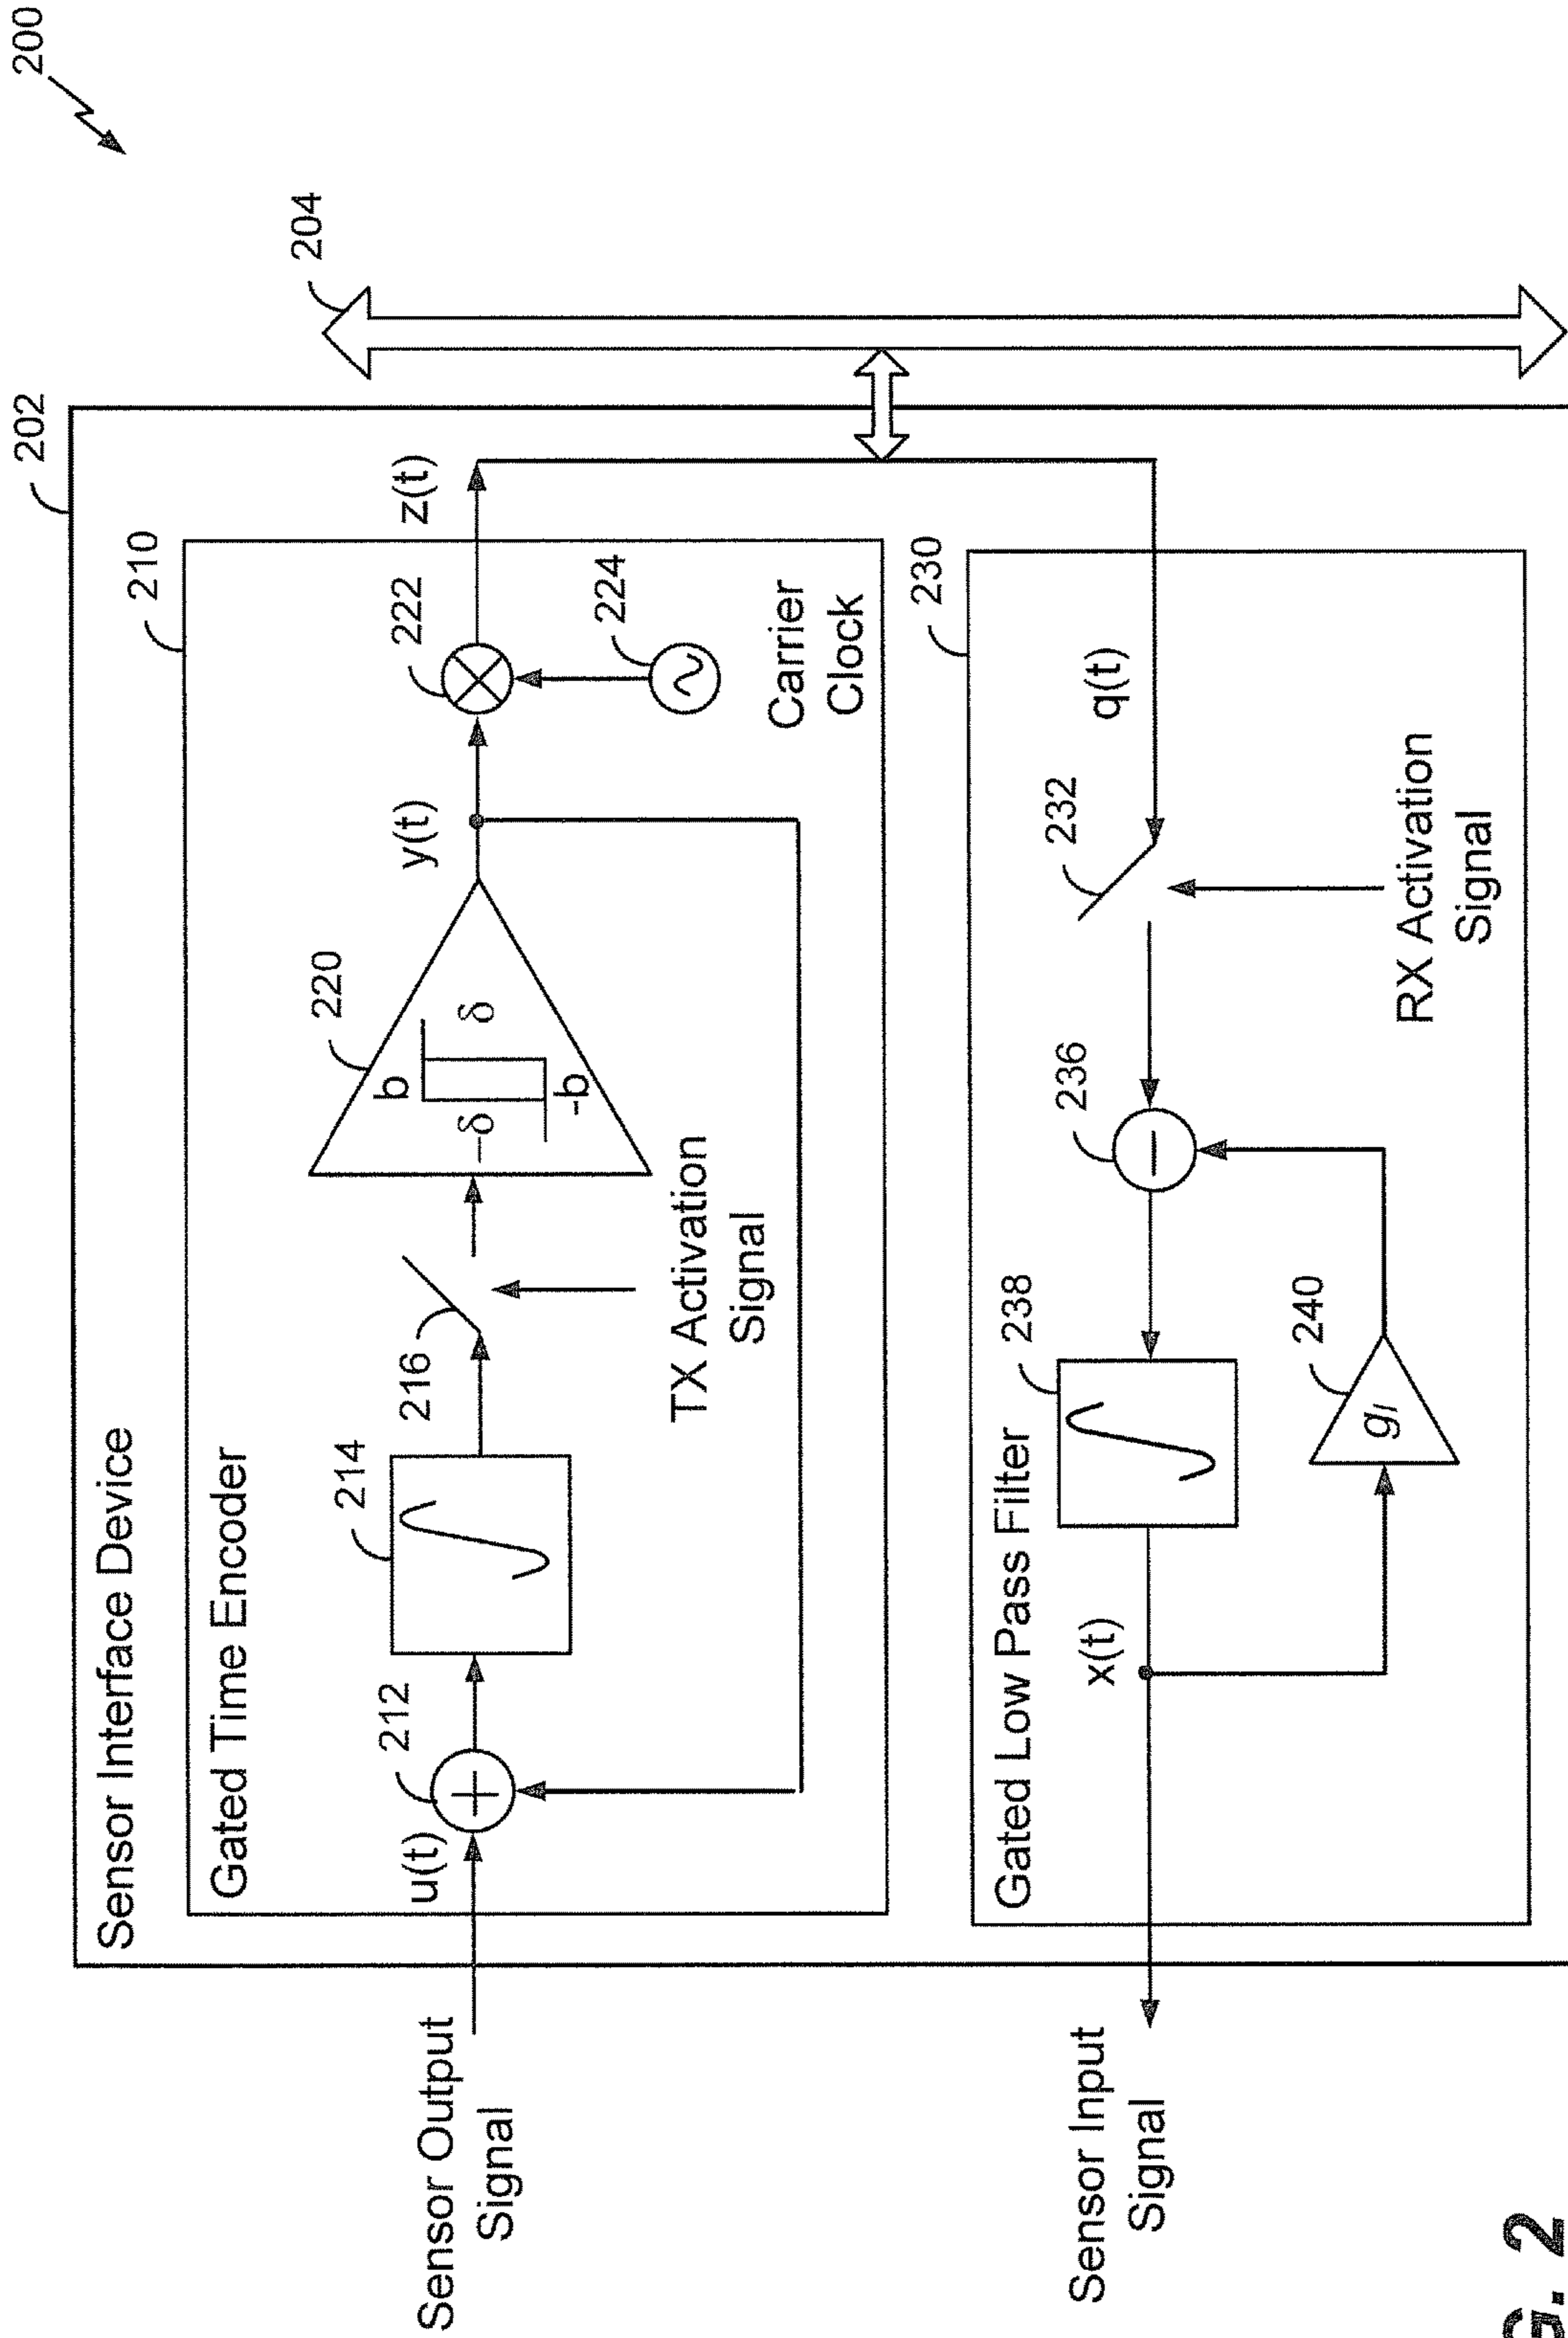 200
202
204
Sensor Interface Device
210
Gated Time Encoder
Sensor Output
Signal
u(t)
212
214
216
TX Activation
Signal
220
b
−δ
δ
-b
y(t)
222
224
Carrier
Clock
z(t)
230
Gated Low Pass Filter
Sensor Input
Signal
x(t)
238
240
gI
236
232
RX Activation
Signal
q(t)
G. 2